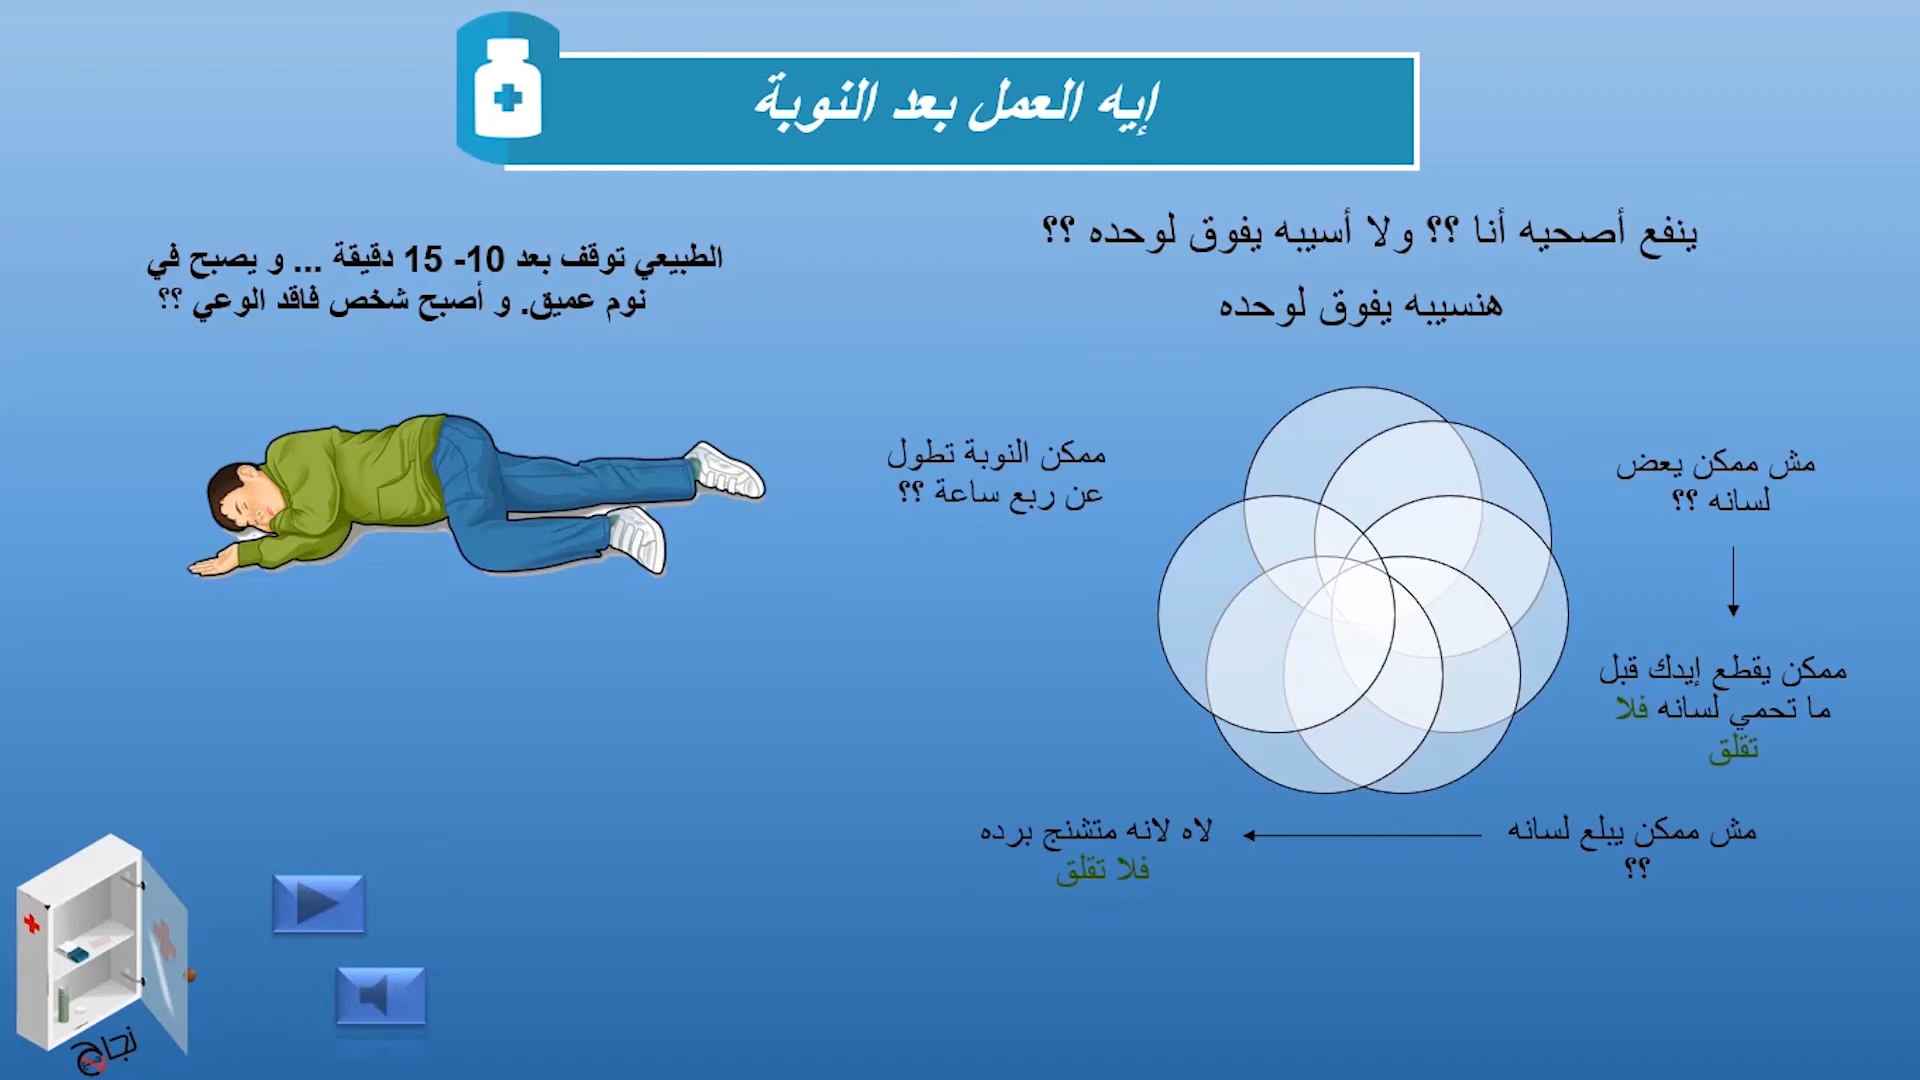 إيه العمل بعد النوبة
ينفع أصحيه أنا ؟؟ ولا أسيبه يفوق لوحده ؟؟
هنسيبه يفوق لوحده
الطبيعي توقف بعد 10- 15 دقيقة ... و يصبح في
نوم عميق. و أصبح شخص فاقد الوعي ؟؟
مش ممكن يعض
لسانه ؟؟
ممكن يقطع إيدك قبل
ما تحمي لسانه فلا
تقلق
مش ممكن يبلع لسانه
؟؟
لاه لانه متشنج برده
فلا تقلق
ممكن النوبة تطول
عن ربع ساعة ؟؟
نجاح